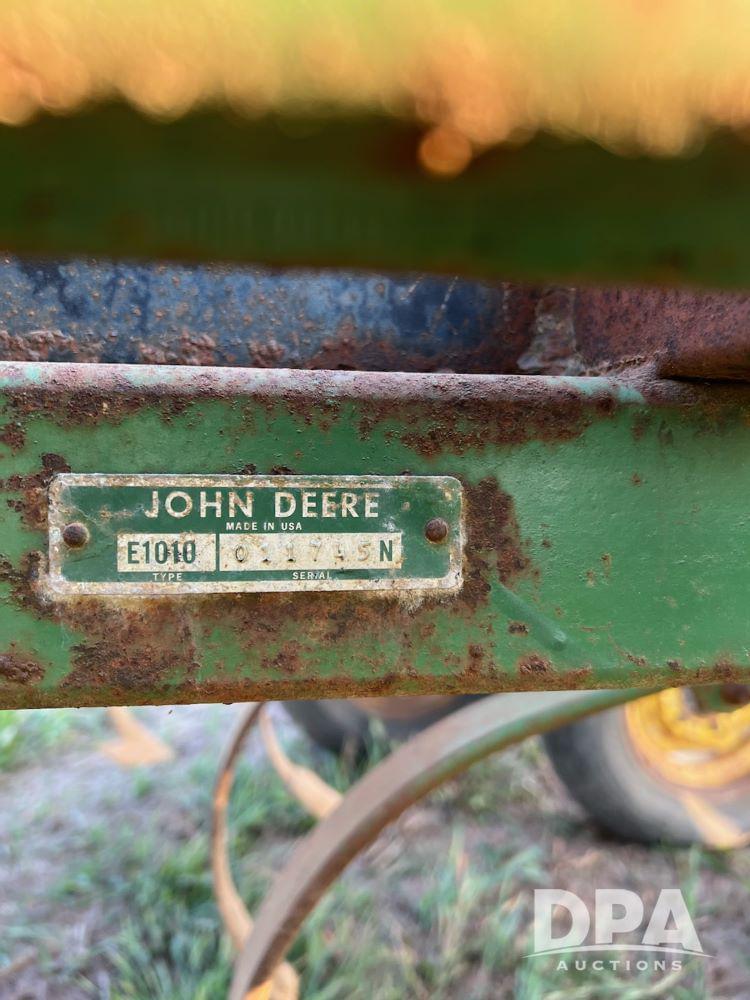 JOHN DEERE
MADE IN USA
E1010 011745N
TYPE SERIAL
DPA
AUCTIONS